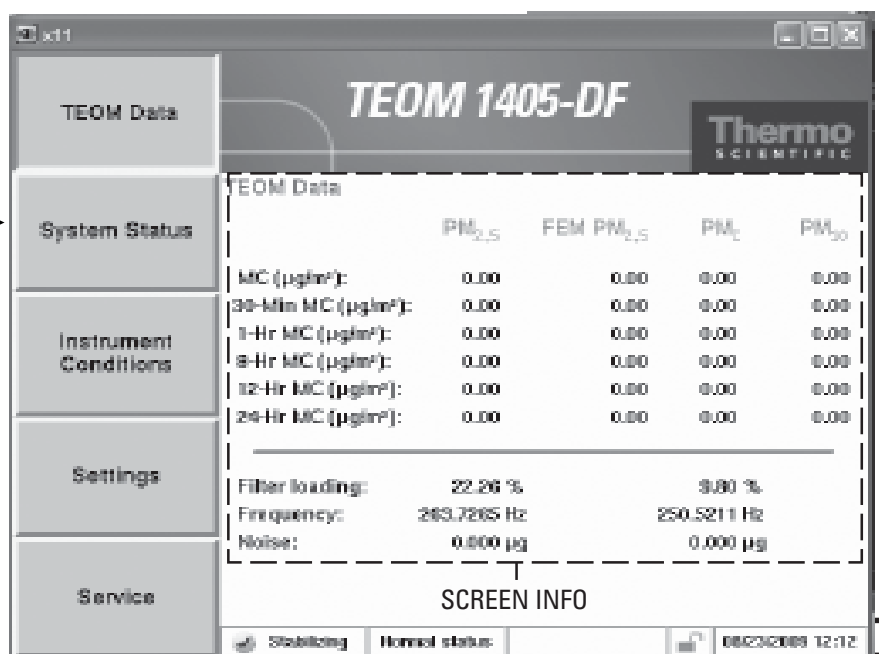 x11
TEOM Data
System Status
Instrument
Conditions
Settings
Service
TEOM 1405-DF
Thermo
SCIENTIFIC
TEOM Data
PM2.5 FEM PM2.5 PMc PM10
MC (µg/m³): 0.00 0.00 0.00 0.00
30-Min MC (µg/m³): 0.00 0.00 0.00 0.00
1-Hr MC (µg/m³): 0.00 0.00 0.00 0.00
8-Hr MC (µg/m³): 0.00 0.00 0.00 0.00
12-Hr MC (µg/m³): 0.00 0.00 0.00 0.00
24-Hr MC (µg/m³): 0.00 0.00 0.00 0.00
Filter loading: 22.26 % %
Frequency: Hz 250.5211 Hz
Noise: 0.000 µg 0.000 µg
SCREEN INFO
Stabilizing Normal status 12:12